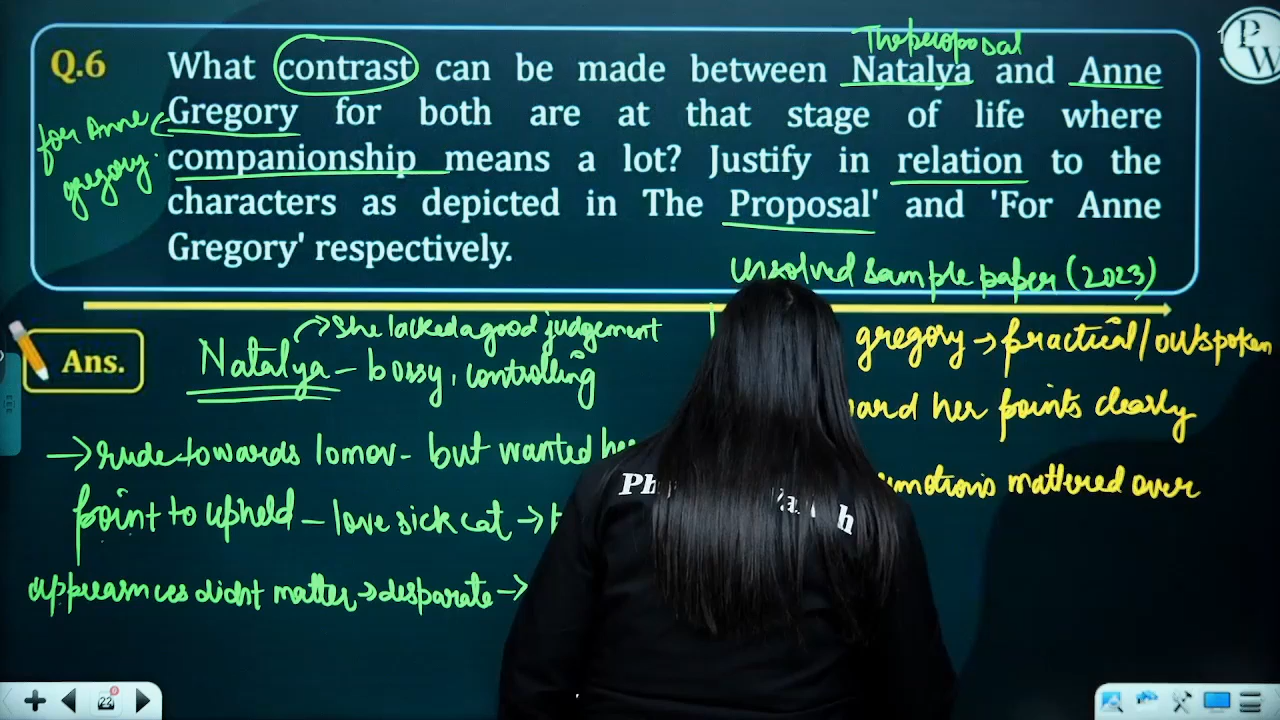 The proposal
PW
Q.6 What contrast can be made between Natalya and Anne
Gregory for both are at that stage of life where
companionship means a lot? Justify in relation to the
characters as depicted in The Proposal' and 'For Anne
Gregory' respectively.
for Anne
gregory.
unsolved sample paper (2023)
Ans.
She lacked a good judgement
Natalya – bossy, controlling
→ rude towards lomov - but wanted her
point to upheld – love sick cat →
appearnces didnt matter → desparate →
gregory → practical/outspoken
her points clearly
emotions mattered over
22